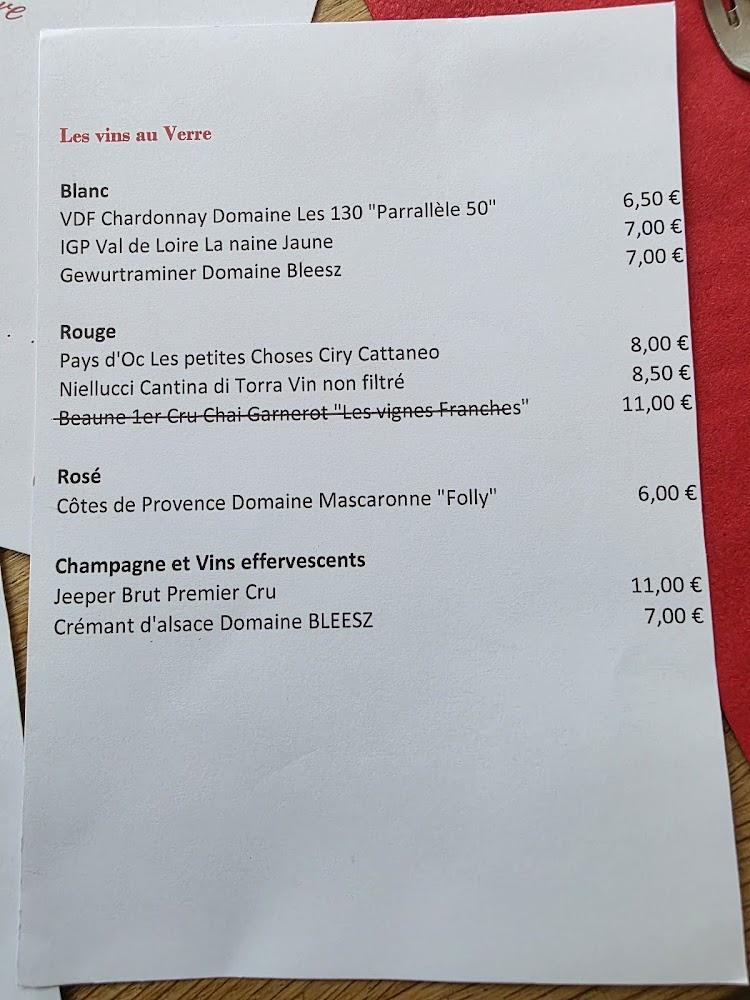 Les vins au Verre
Blanc
VDF Chardonnay Domaine Les 130 "Parrallèle 50" 6,50 €
IGP Val de Loire La naine Jaune 7,00 €
Gewurtraminer Domaine Bleesz 7,00 €
Rouge
Pays d'Oc Les petites Choses Ciry Cattaneo 8,00 €
Niellucci Cantina di Torra Vin non filtré 8,50 €
Beaune 1er Cru Chai Garnerot "Les vignes Franches" 11,00 €
Rosé
Côtes de Provence Domaine Mascaronne "Folly" 6,00 €
Champagne et Vins effervescents
Jeeper Brut Premier Cru 11,00 €
Crémant d'alsace Domaine BLEESZ 7,00 €